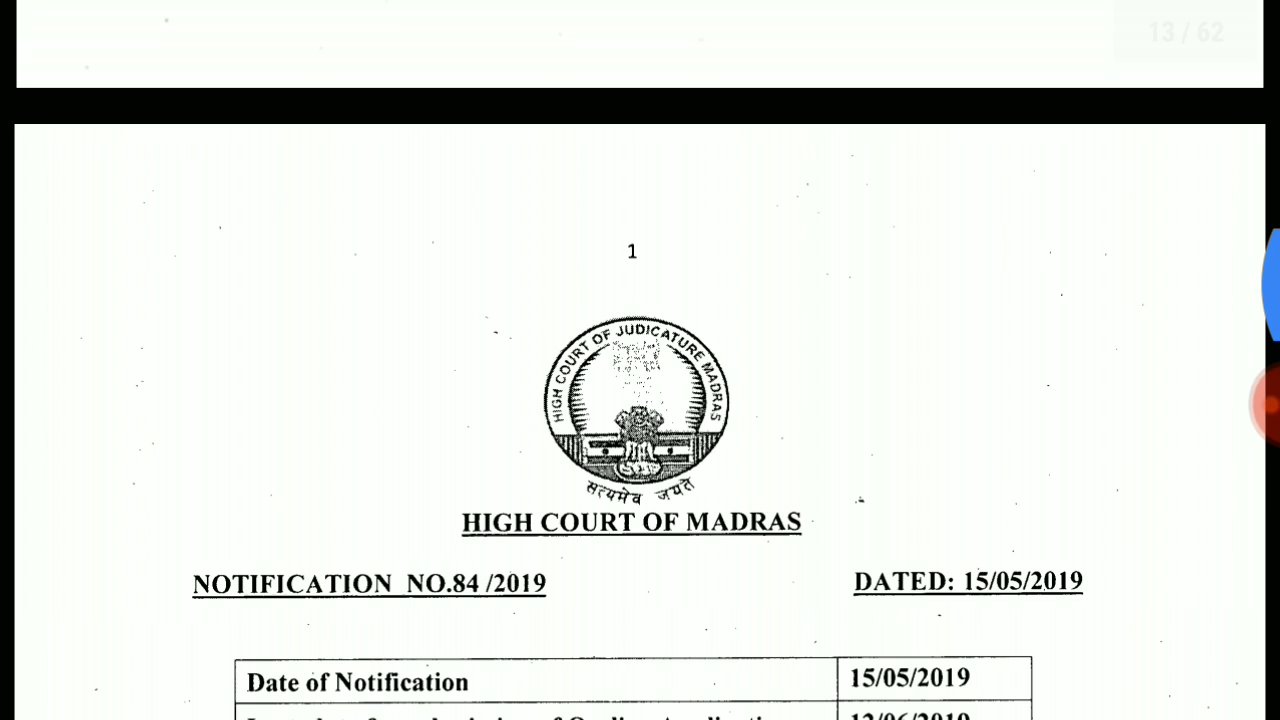 13 / 62
1
HIGH COURT OF JUDICATURE MADRAS
सत्यमेव जयते
HIGH COURT OF MADRAS
NOTIFICATION NO.84 /2019
DATED: 15/05/2019
Date of Notification 15/05/2019